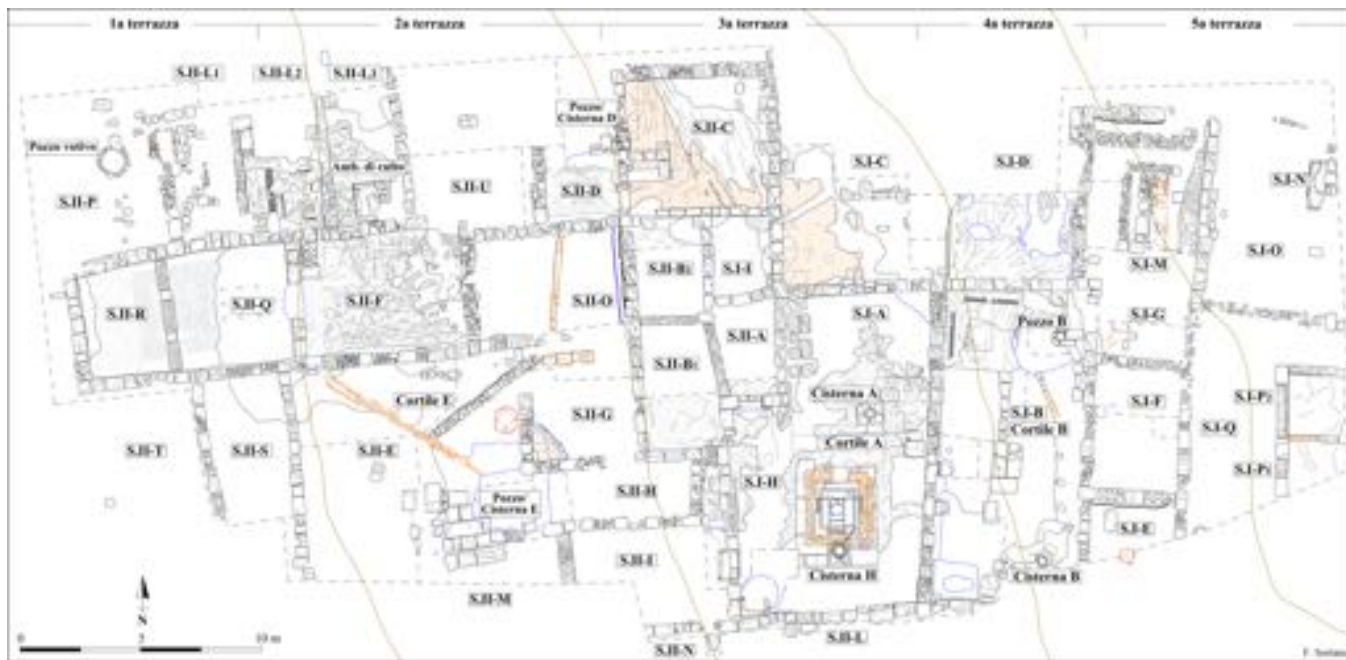 1a terrazza
2a terrazza
3a terrazza
4a terrazza
5a terrazza
S.II-L1
S.II-L2
S.II-L3
Pozzo votivo
S.II-P
Amb. di culto
S.II-U
Pozzo/
Cisterna D
S.II-D
S.II-C
S.I-C
S.I-D
S.I-N
S.I-O
S.I-M
S.II-R
S.II-Q
S.II-F
S.II-O
S.II-B2
S.I-I
S.I-A
Pozzo B
S.I-G
S.II-A
S.II-B1
Cortile E
S.II-G
Cisterna A
Cortile A
S.I-B
Cortile B
S.I-F
S.I-P2
S.I-Q
S.I-P1
S.II-T
S.II-S
S.II-E
S.I-H
Pozzo/
Cisterna E
S.II-H
S.I-E
S.II-I
Cisterna H
Cisterna B
S.II-M
S.II-N
S.II-L
N
0
5
10 m